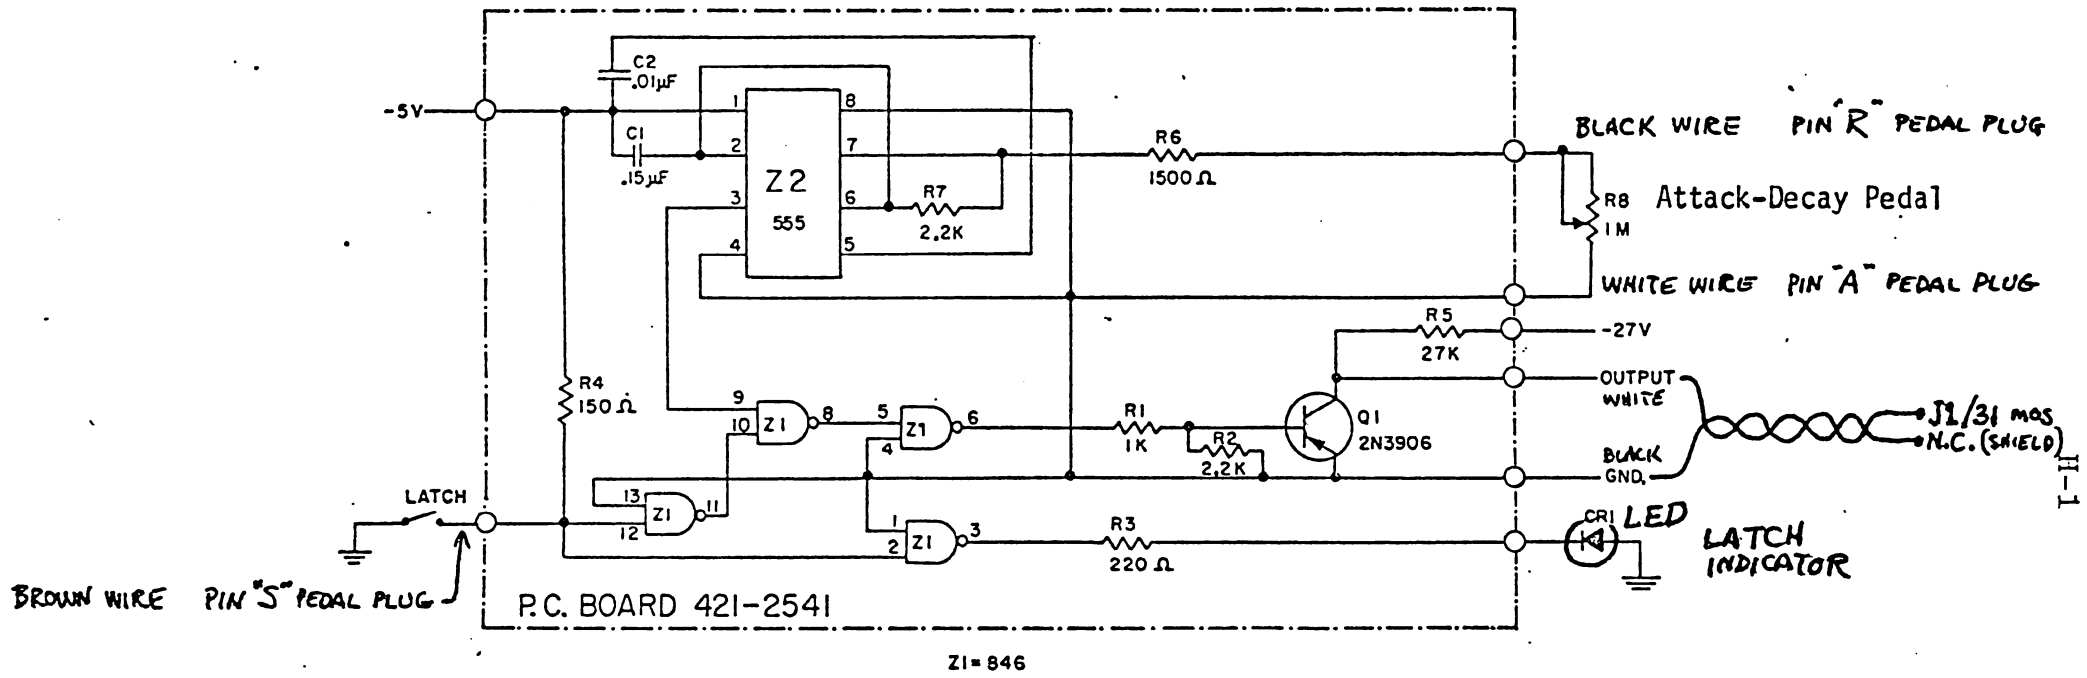 C2
.01µF
-5V
1
8
C1
.15µF
2
7
R6
1500 Ω
BLACK WIRE PIN "R" PEDAL PLUG
Z2
555
3
6
R7
2.2K
R8
1M
Attack-Decay Pedal
4
5
WHITE WIRE PIN "A" PEDAL PLUG
R5
27K
-27V
R4
150 Ω
9
10
Z1
8
5
4
Z1
6
R1
1K
R2
2.2K
Q1
2N3906
OUTPUT
WHITE
J1/31 MOS
N.C. (SHIELD)
BLACK
GND.
II-1
LATCH
13
12
Z1
11
1
2
Z1
3
R3
220 Ω
CR1 LED
LATCH
INDICATOR
BROWN WIRE PIN "S" PEDAL PLUG
P.C. BOARD 421-2541
Z1=846